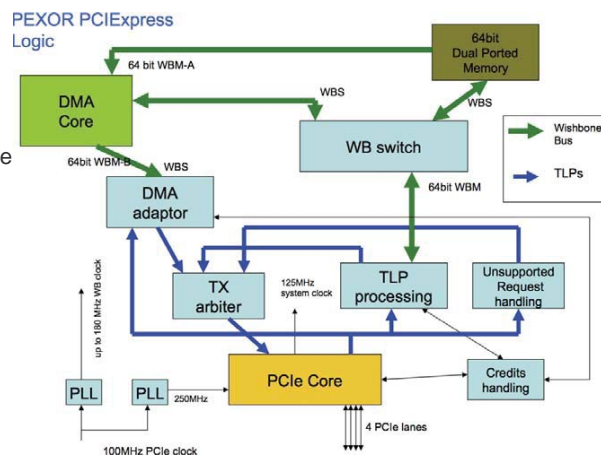 PEXOR PCIExpress
Logic
64bit
Dual Ported
Memory
64 bit WBM-A
DMA
Core
WBS
WBS
WB switch
Wishbone
Bus
TLPs
e
64bit WBM-B
WBS
64bit WBM
DMA
adaptor
TX
arbiter
125MHz
system clock
TLP
processing
Unsupported
Request
handling
up to 180 MHz WB clock
PCIe Core
Credits
handling
PLL
PLL
250MHz
4 PCIe lanes
100MHz PCIe clock